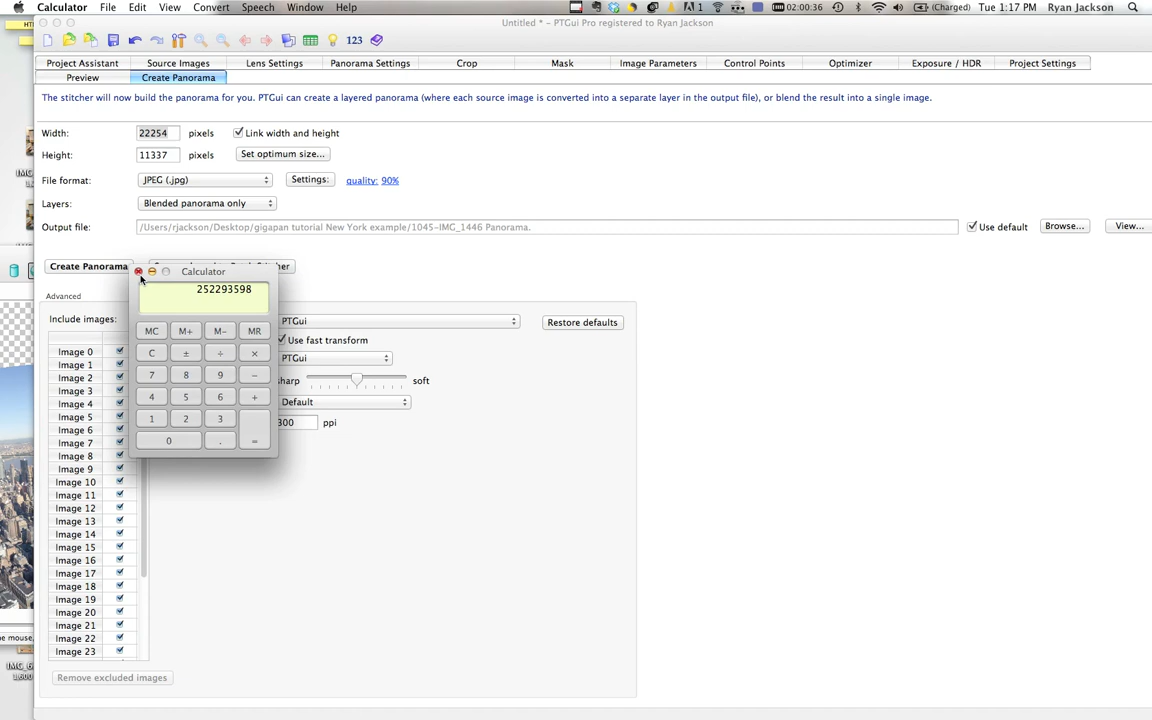 Calculator File Edit View Convert Speech Window Help 1 02:00:36 (Charged) Tue 1:17 PM Ryan Jackson
Untitled * – PTGui Pro registered to Ryan Jackson
123
Project Assistant Source Images Lens Settings Panorama Settings Crop Mask Image Parameters Control Points Optimizer Exposure / HDR Project Settings
Preview Create Panorama
The stitcher will now build the panorama for you. PTGui can create a layered panorama (where each source image is converted into a separate layer in the output file), or blend the result into a single image.
Width: 22254 pixels Link width and height
Height: 11337 pixels Set optimum size...
File format: JPEG (.jpg) Settings: quality: 90%
Layers: Blended panorama only
Output file: /Users/rjackson/Desktop/gigapan tutorial New York example/1045-IMG_1446 Panorama. Use default Browse... View...
Create Panorama
Calculator
252293598
MC M+ M- MR
C ± ÷ ×
7 8 9 −
4 5 6 +
1 2 3
0 . =
Advanced
Include images: PTGui Restore defaults
Use fast transform
Image 0 PTGui
Image 1
Image 2 sharp soft
Image 3
Image 4 Default
Image 5 300 ppi
Image 6
Image 7
Image 8
Image 9
Image 10
Image 11
Image 12
Image 13
Image 14
Image 15
Image 16
Image 17
Image 18
Image 19
Image 20
Image 21
Image 22
Image 23
Remove excluded images
e mouse,
1,600